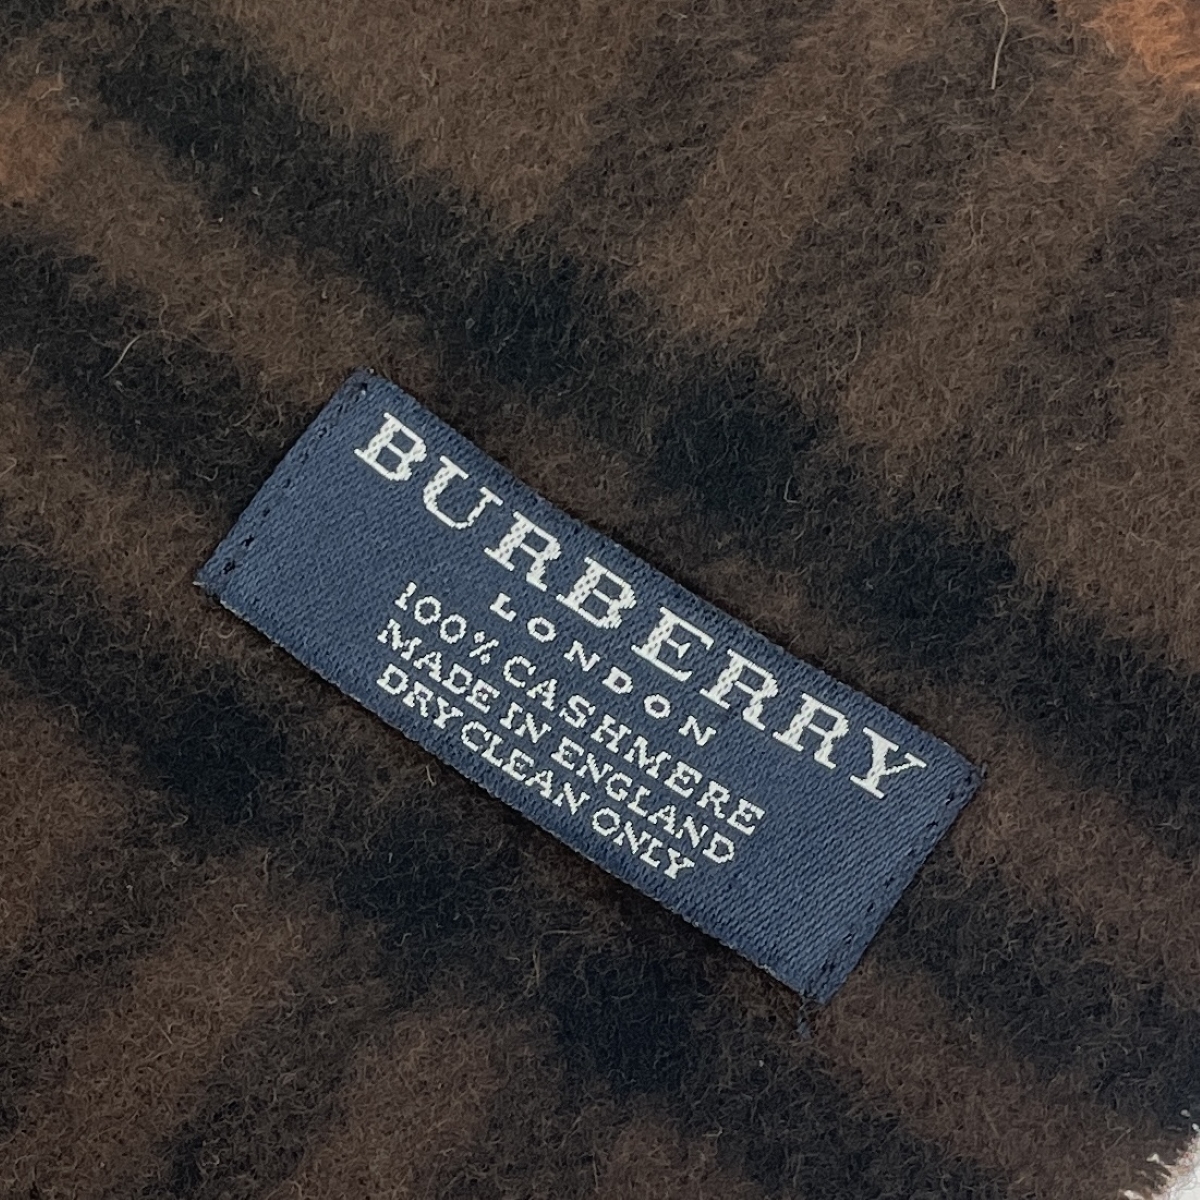 BURBERRY
LONDON
100% CASHMERE
MADE IN ENGLAND
DRY CLEAN ONLY